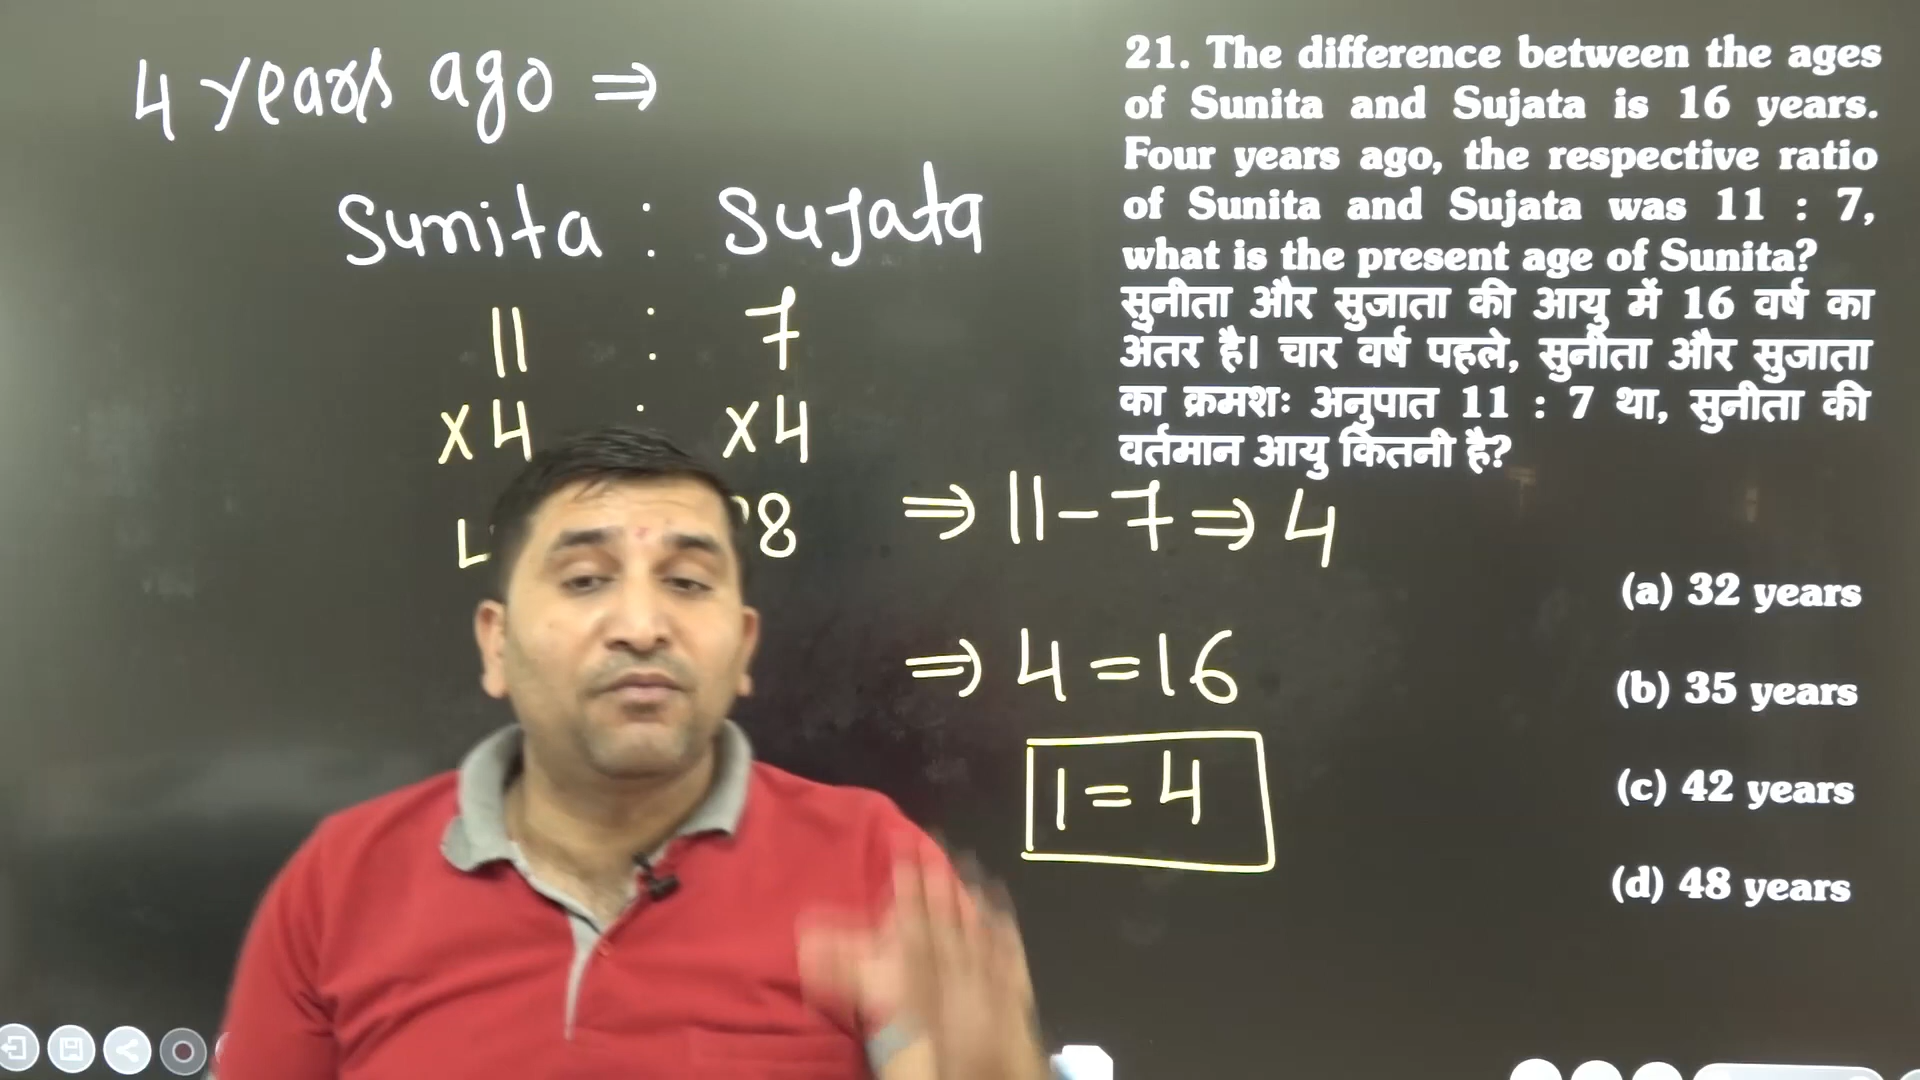 4 years ago ⇒
Sunita : Sujata
11 : 7
x4 : x4
8
⇒ 11-7 ⇒ 4
⇒ 4 = 16
1 = 4
21. The difference between the ages
of Sunita and Sujata is 16 years.
Four years ago, the respective ratio
of Sunita and Sujata was 11 : 7,
what is the present age of Sunita?
सुनीता और सुजाता की आयु में 16 वर्ष का
अंतर है। चार वर्ष पहले, सुनीता और सुजाता
का क्रमशः अनुपात 11 : 7 था, सुनीता की
वर्तमान आयु कितनी है?
(a) 32 years
(b) 35 years
(c) 42 years
(d) 48 years